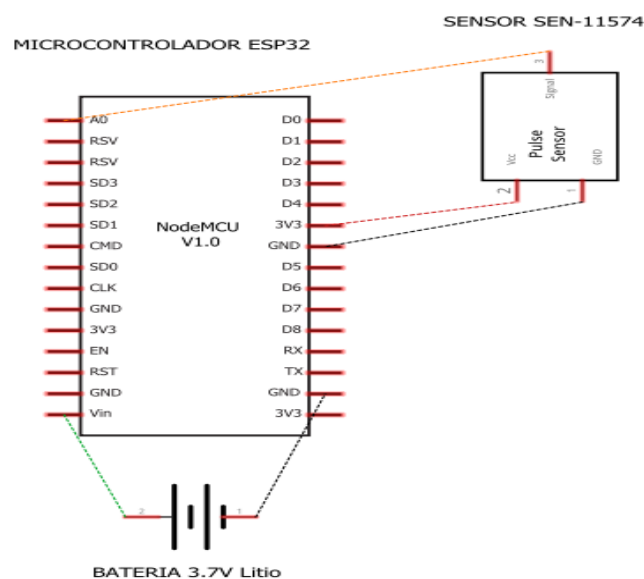 SENSOR SEN-11574
MICROCONTROLADOR ESP32
3
Signal
Vcc
Pulse
Sensor
GND
2
1
A0
RSV
RSV
SD3
SD2
SD1
CMD
SD0
CLK
GND
3V3
EN
RST
GND
Vin
NodeMCU
V1.0
D0
D1
D2
D3
D4
3V3
GND
D5
D6
D7
D8
RX
TX
GND
3V3
2
1
BATERIA 3.7V Litio